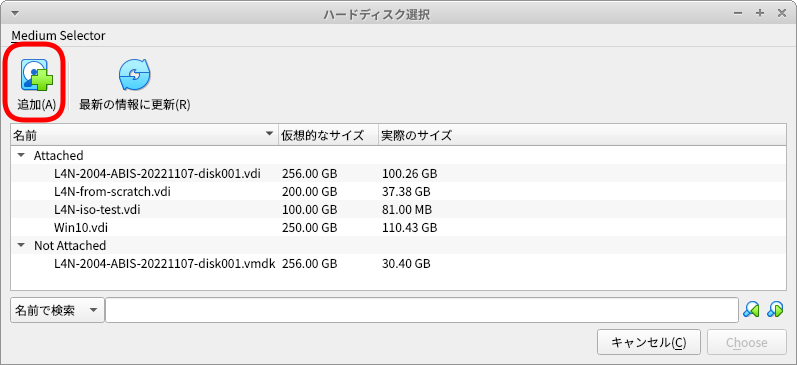 ハードディスク選択
Medium Selector
追加(A) 最新の情報に更新(R)
名前 仮想的なサイズ 実際のサイズ
Attached
L4N-2004-ABIS-20221107-disk001.vdi 256.00 GB 100.26 GB
L4N-from-scratch.vdi 200.00 GB 37.38 GB
L4N-iso-test.vdi 100.00 GB 81.00 MB
Win10.vdi 250.00 GB 110.43 GB
Not Attached
L4N-2004-ABIS-20221107-disk001.vmdk 256.00 GB 30.40 GB
名前で検索
キャンセル(C) Choose